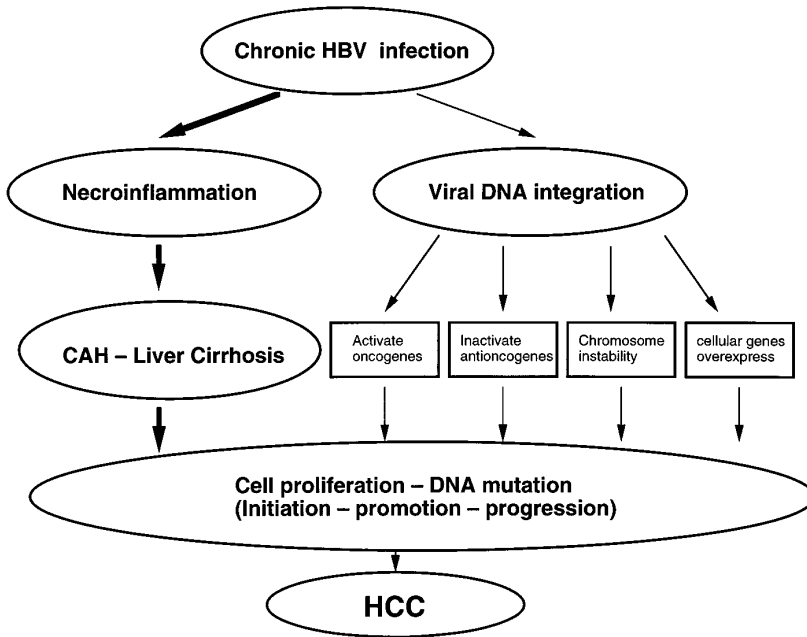 Chronic HBV infection
Necroinflammation
Viral DNA integration
CAH – Liver Cirrhosis
Activate
oncogenes
Inactivate
antioncogenes
Chromosome
instability
cellular genes
overexpress
Cell proliferation – DNA mutation
(Initiation – promotion – progression)
HCC